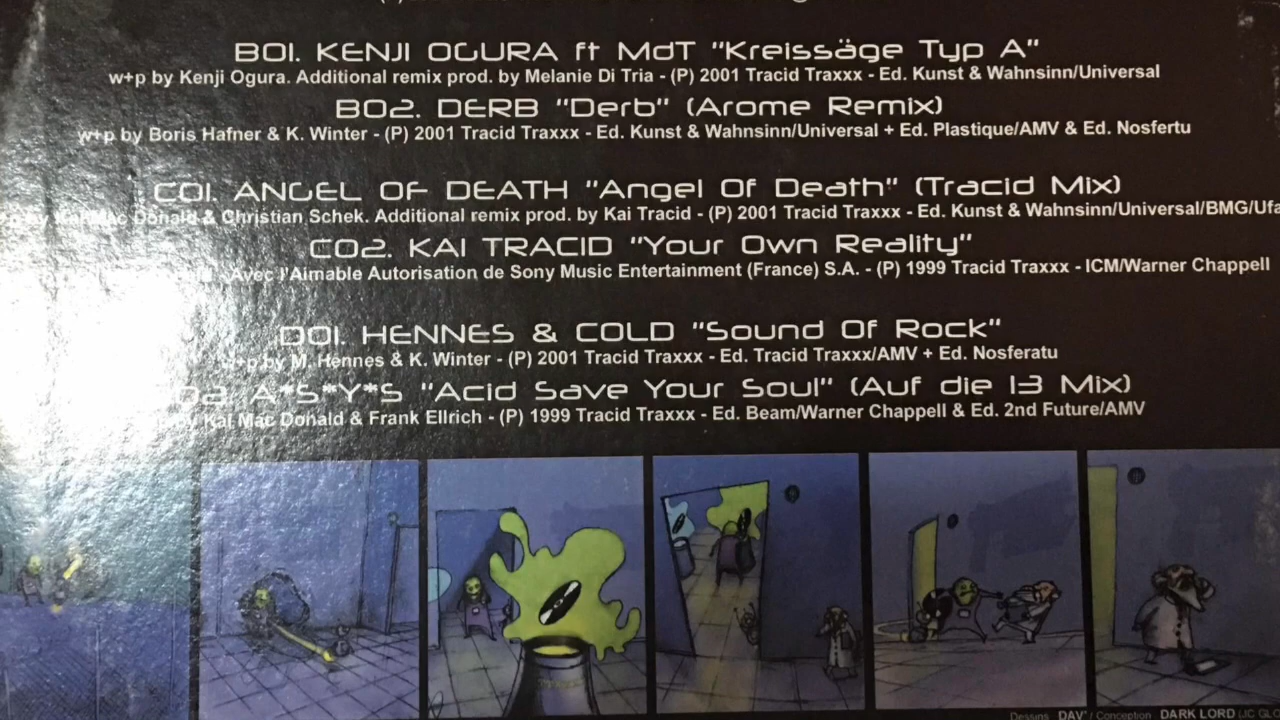 B01. KENJI OGURA ft MdT "Kreissäge Typ A"
w+p by Kenji Ogura. Additional remix prod. by Melanie Di Tria - (P) 2001 Tracid Traxxx - Ed. Kunst & Wahnsinn/Universal
B02. DERB "Derb" (Arome Remix)
w+p by Boris Hafner & K. Winter - (P) 2001 Tracid Traxxx - Ed. Kunst & Wahnsinn/Universal + Ed. Plastique/AMV & Ed. Nosfertu
C01. ANGEL OF DEATH "Angel Of Death" (Tracid Mix)
by Kai Mac Donald & Christian Schek. Additional remix prod. by Kai Tracid - (P) 2001 Tracid Traxxx - Ed. Kunst & Wahnsinn/Universal/BMG/Ufa
C02. KAI TRACID "Your Own Reality"
Avec l'Aimable Autorisation de Sony Music Entertainment (France) S.A. - (P) 1999 Tracid Traxxx - ICM/Warner Chappell
D01. HENNES & COLD "Sound Of Rock"
w+p by M. Hennes & K. Winter - (P) 2001 Tracid Traxxx - Ed. Tracid Traxxx/AMV + Ed. Nosferatu
D02. A*S*Y*S "Acid Save Your Soul" (Auf die 13 Mix)
by Kai Mac Donald & Frank Ellrich - (P) 1999 Tracid Traxxx - Ed. Beam/Warner Chappell & Ed. 2nd Future/AMV
Dessins DAV' / Conception DARK LORD